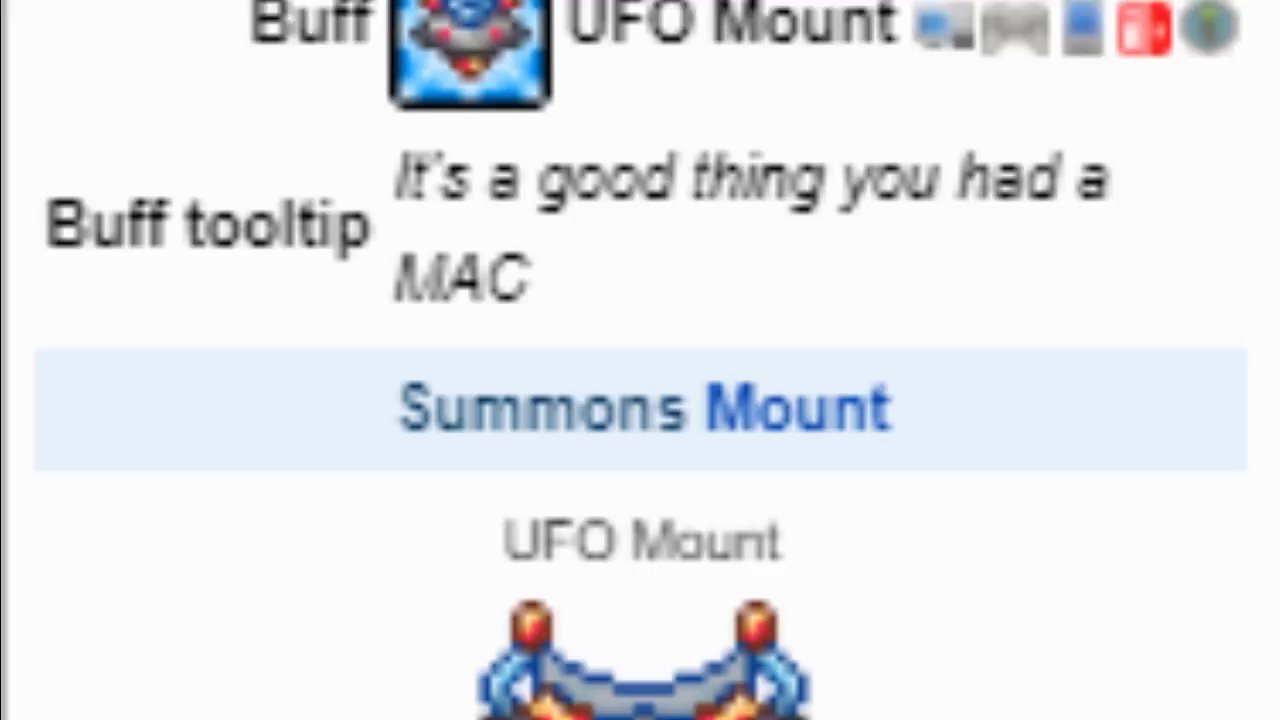 Buff UFO Mount
Buff tooltip It's a good thing you had a
MAC
Summons Mount
UFO Mount